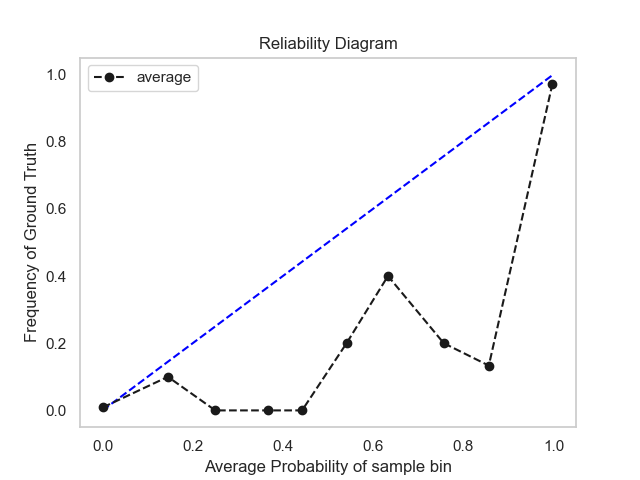 Reliability Diagram
average
1.0
0.8
0.6
0.4
0.2
0.0
Frequency of Ground Truth
0.0 0.2 0.4 0.6 0.8 1.0
Average Probability of sample bin